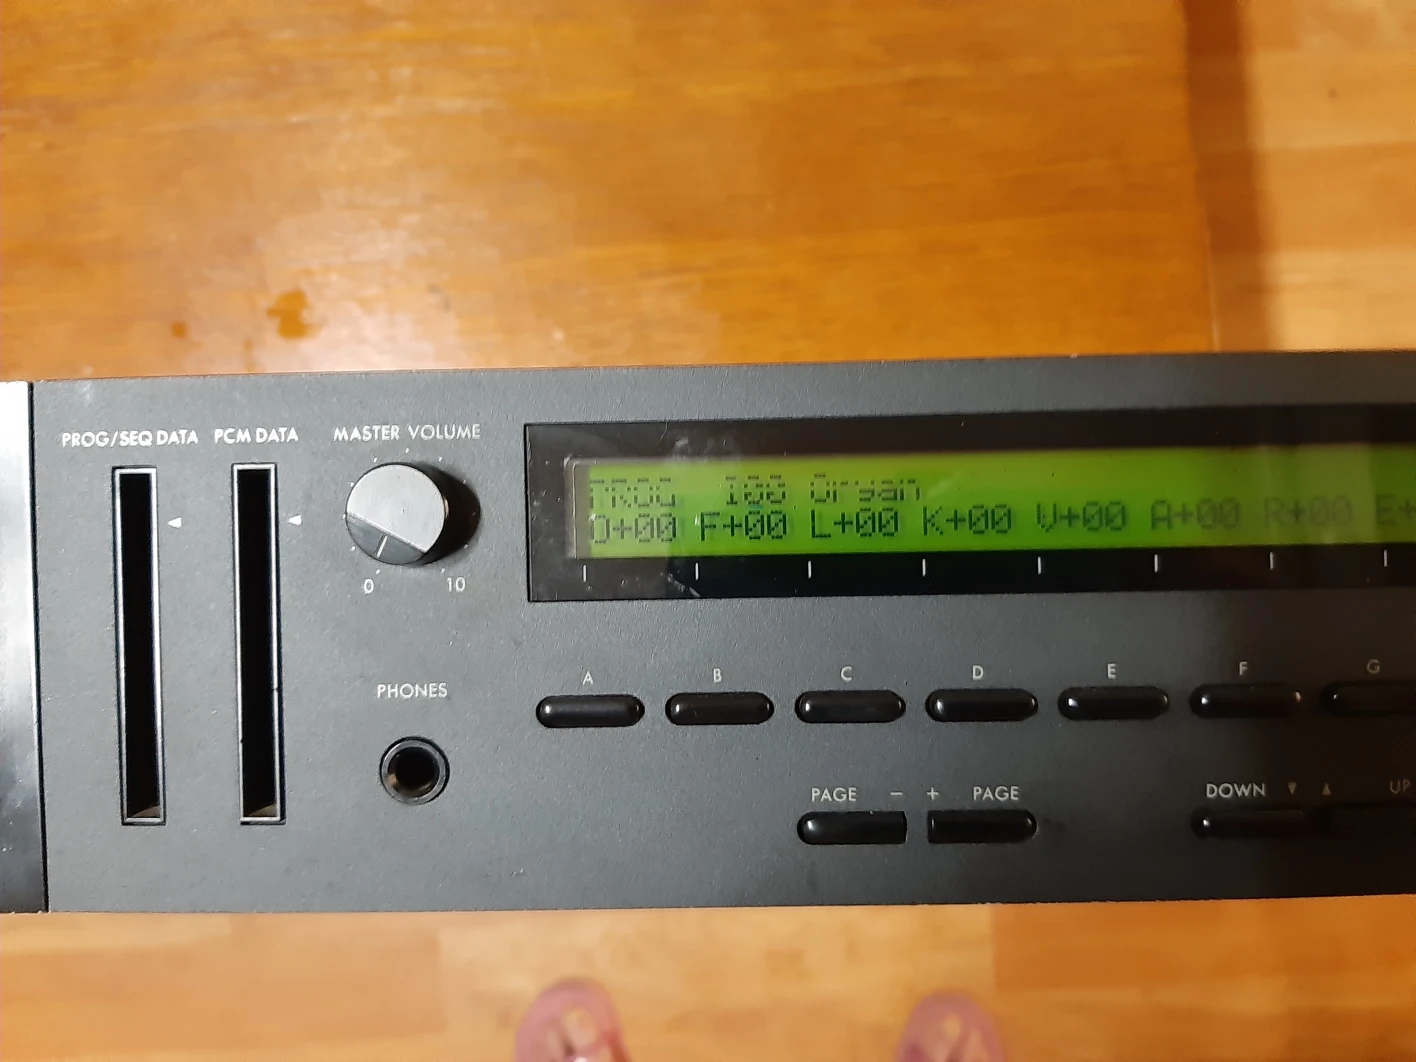 PROG/SEQ DATA
PCM DATA
MASTER VOLUME
0
10
PROG 100 Organ
O+00 F+00 L+00 K+00 V+00 A+00 R+00 E+
PHONES
A
B
C
D
E
F
G
PAGE - + PAGE
DOWN ▼ ▲ UP